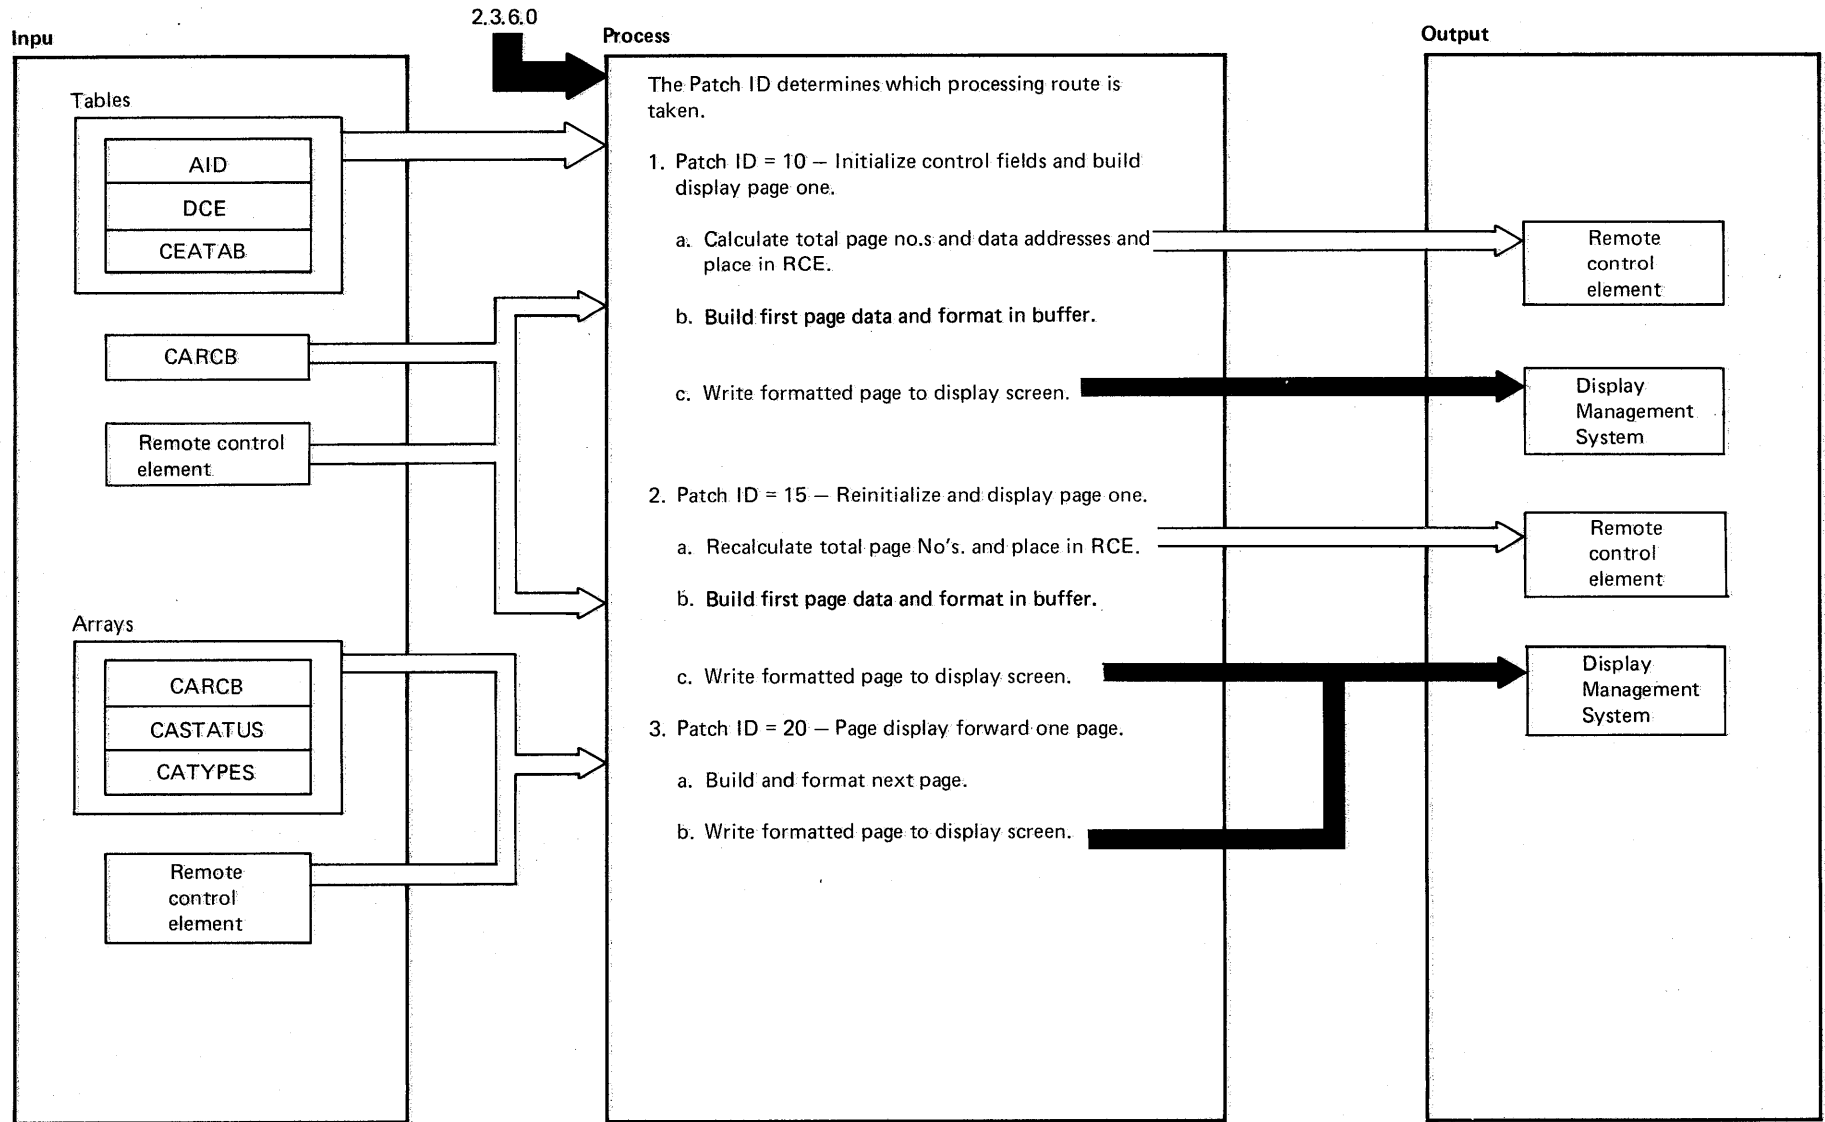 2.3.6.0
Inpu
Process
Output
Tables
AID
DCE
CEATAB
CARCB
Remote control
element
Arrays
CARCB
CASTATUS
CATYPES
Remote
control
element
The Patch ID determines which processing route is
taken.
1. Patch ID = 10 — Initialize control fields and build
display page one.
a. Calculate total page no.s and data addresses and
place in RCE.
b. Build first page data and format in buffer.
c. Write formatted page to display screen.
2. Patch ID = 15 — Reinitialize and display page one.
a. Recalculate total page No's. and place in RCE.
b. Build first page data and format in buffer.
c. Write formatted page to display screen.
3. Patch ID = 20 — Page display forward one page.
a. Build and format next page.
b. Write formatted page to display screen.
Remote
control
element
Display
Management
System
Remote
control
element
Display
Management
System